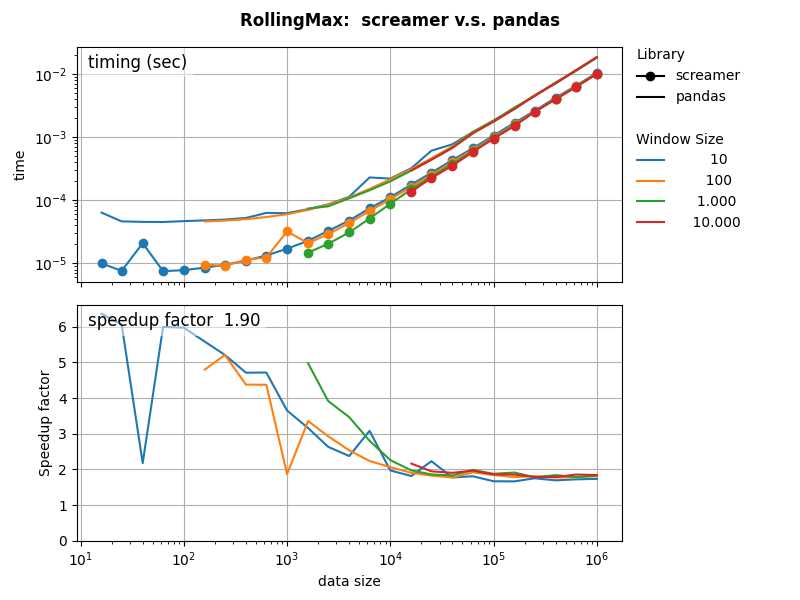 RollingMax:  screamer v.s. pandas
timing (sec)
10⁻²
10⁻³
10⁻⁴
10⁻⁵
time
Library
screamer
pandas
Window Size
10
100
1.000
10.000
speedup factor  1.90
6
5
4
3
2
1
0
Speedup factor
10¹
10²
10³
10⁴
10⁵
10⁶
data size